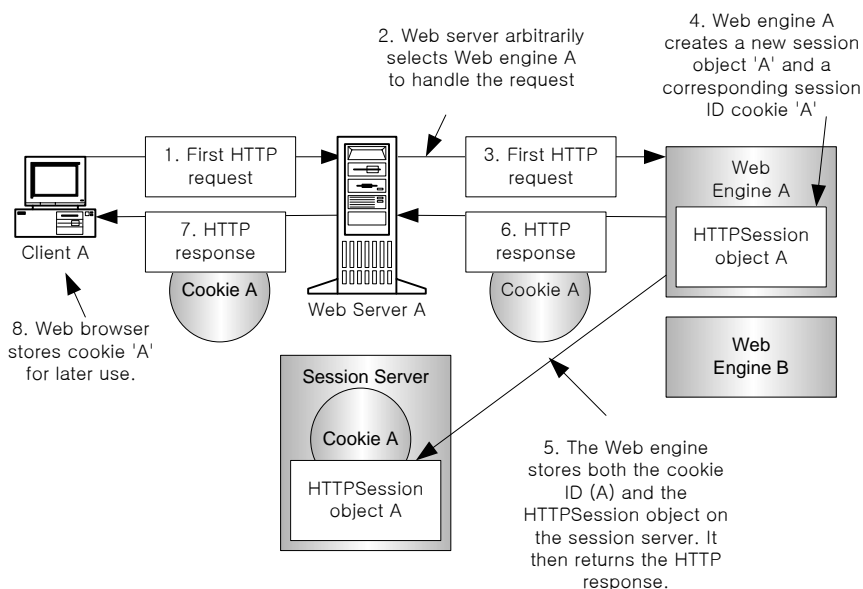 2. Web server arbitrarily
selects Web engine A
to handle the request
4. Web engine A
creates a new session
object 'A' and a
corresponding session
ID cookie 'A'
1. First HTTP
request
3. First HTTP
request
Web
Engine A
HTTPSession
object A
7. HTTP
response
Cookie A
6. HTTP
response
Cookie A
Client A
Web Server A
8. Web browser
stores cookie 'A'
for later use.
Web
Engine B
Session Server
Cookie A
HTTPSession
object A
5. The Web engine
stores both the cookie
ID (A) and the
HTTPSession object on
the session server. It
then returns the HTTP
response.